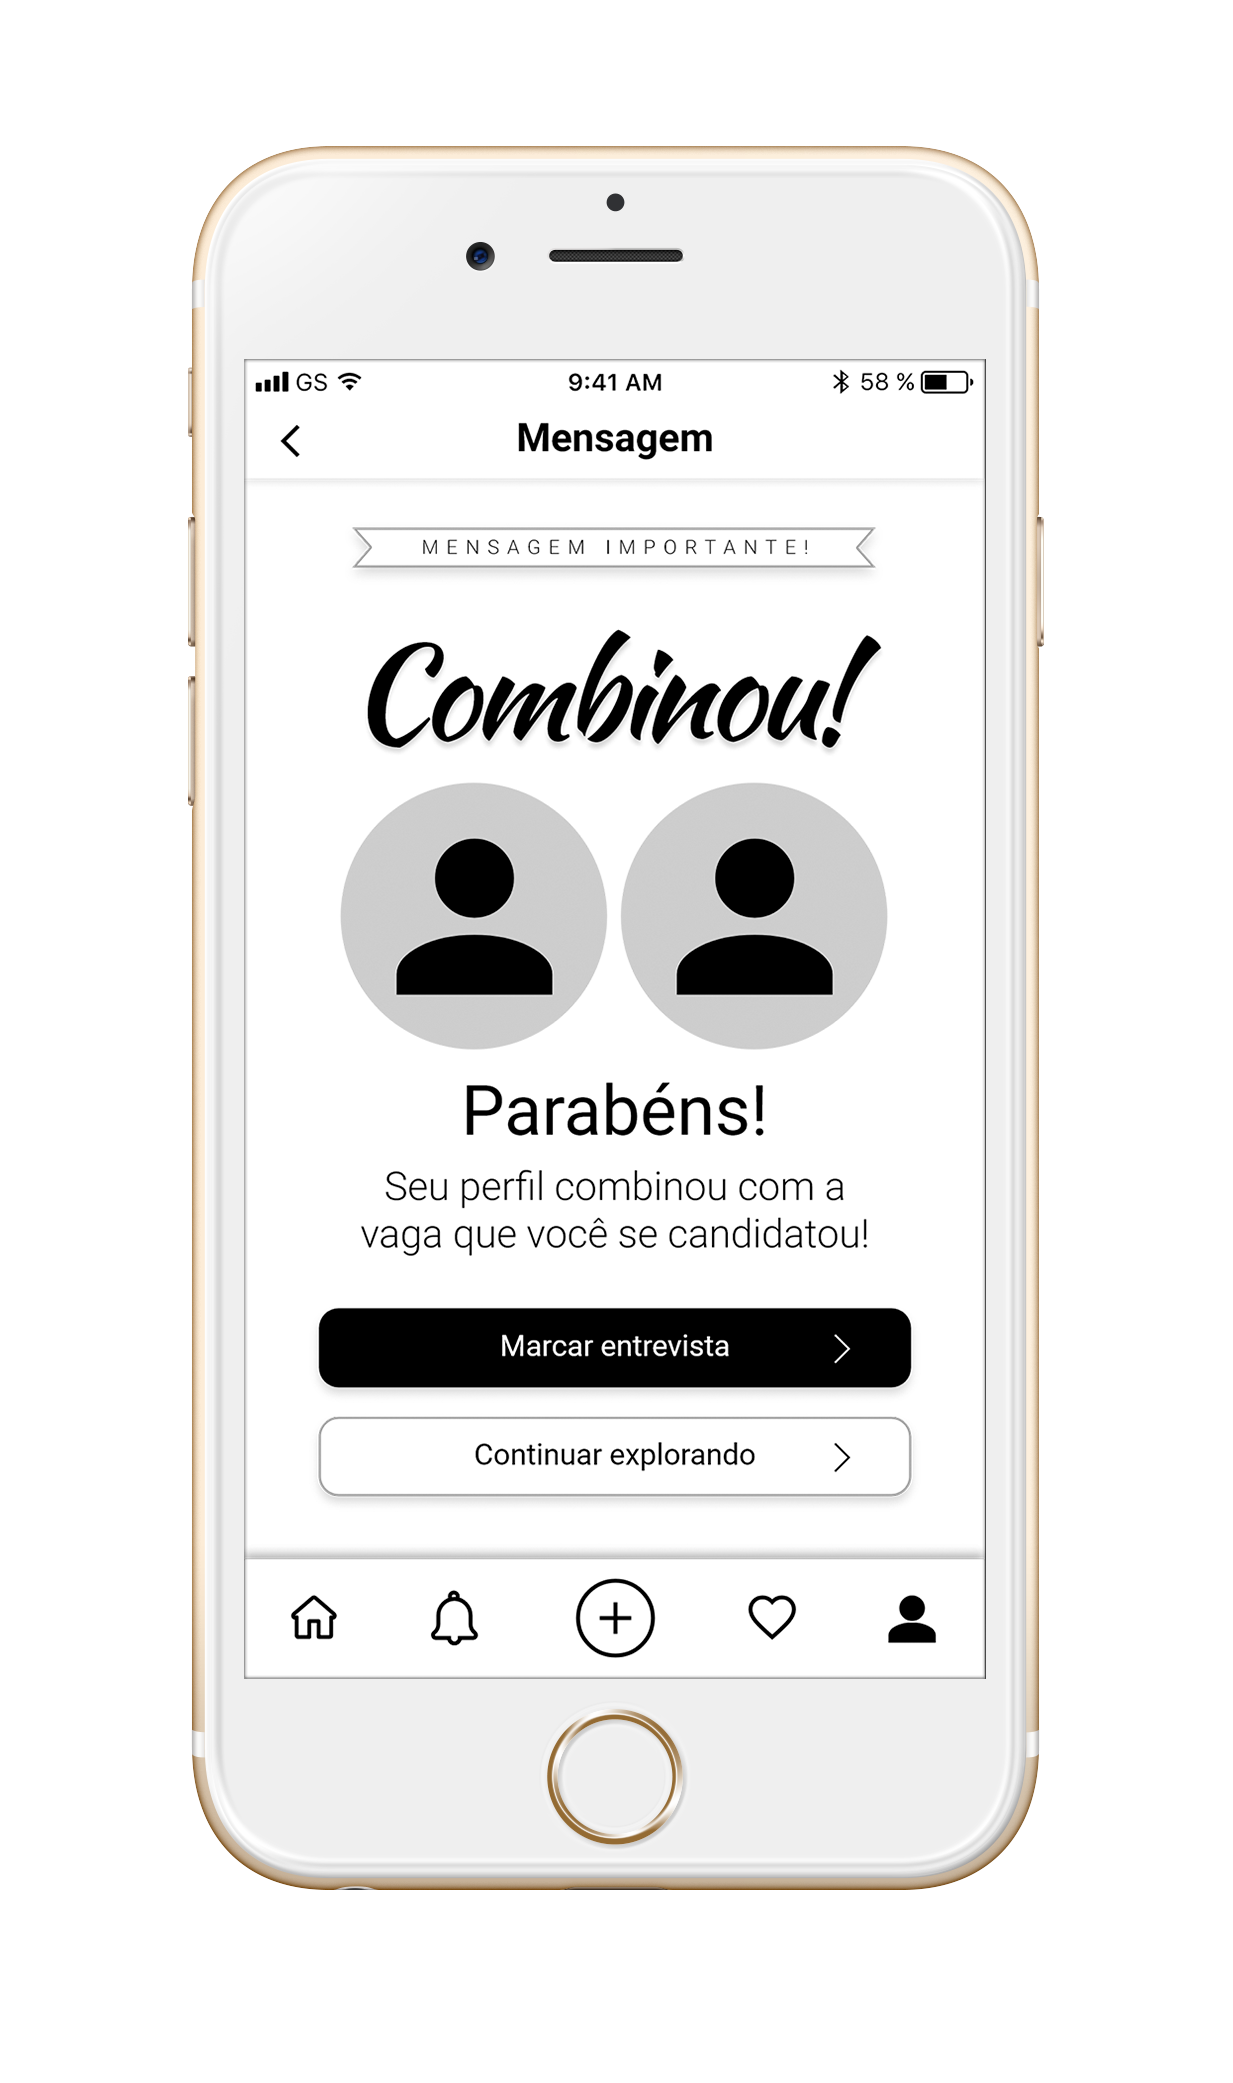 GS 9:41 AM 58 %
Mensagem
MENSAGEM IMPORTANTE!
Combinou!
Parabéns!
Seu perfil combinou com a
vaga que você se candidatou!
Marcar entrevista
Continuar explorando